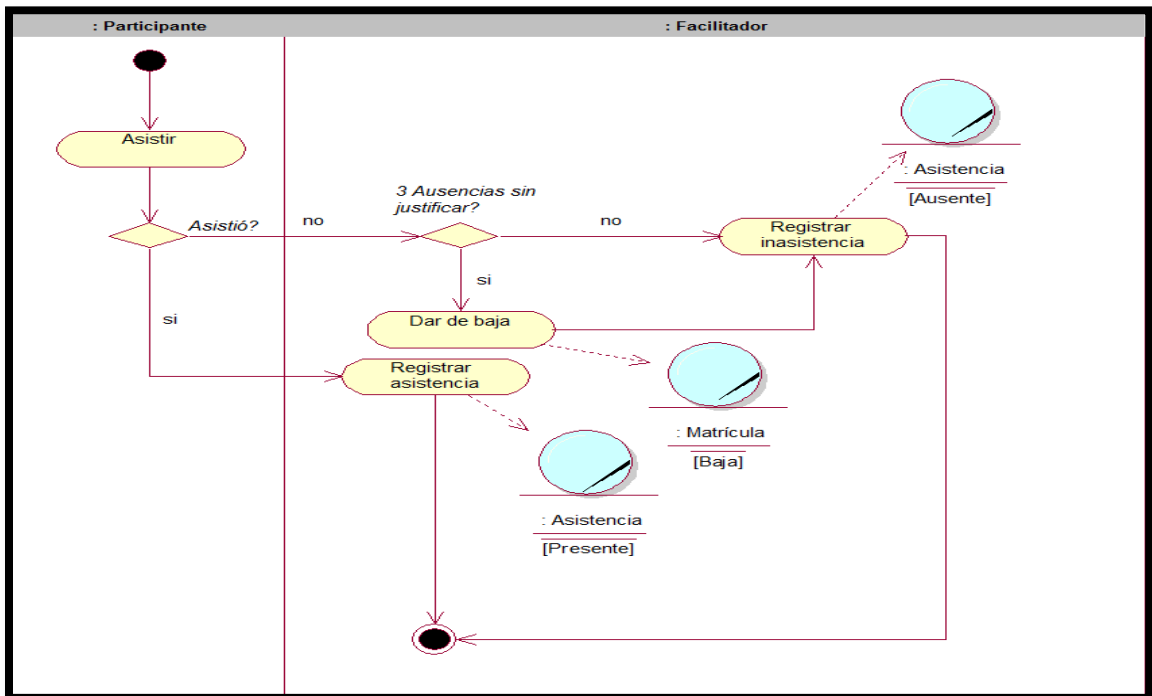 : Participante
: Facilitador
Asistir
Asistió?
no
3 Ausencias sin
justificar?
no
Registrar
inasistencia
: Asistencia
[Ausente]
si
si
Dar de baja
Registrar
asistencia
: Matrícula
[Baja]
: Asistencia
[Presente]